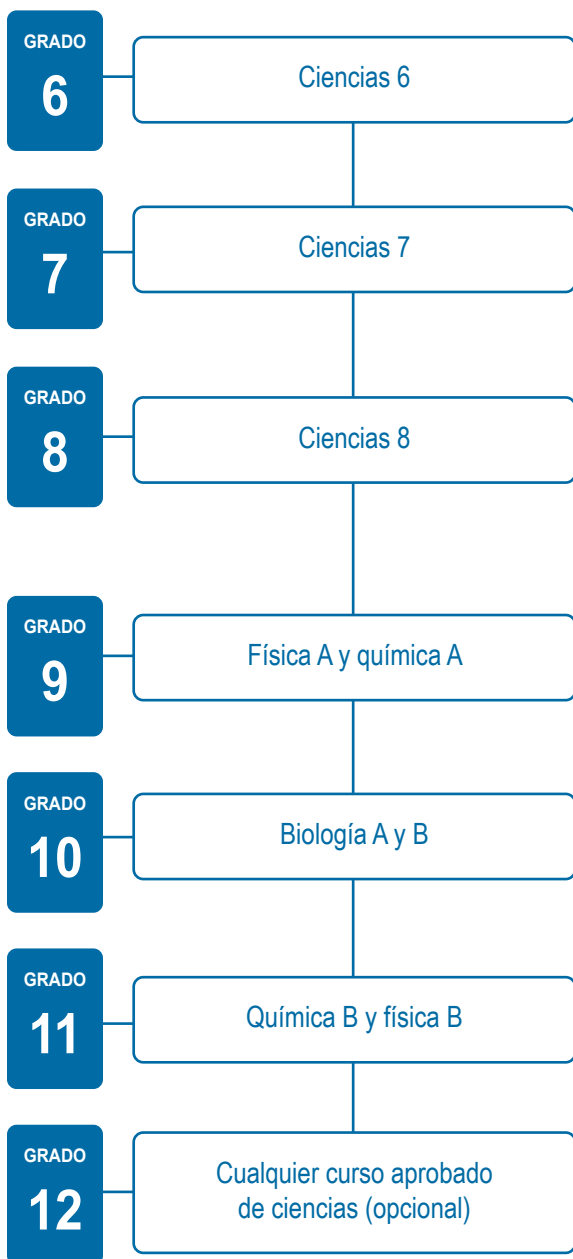 GRADO
6
Ciencias 6
GRADO
7
Ciencias 7
GRADO
8
Ciencias 8
GRADO
9
Física A y química A
GRADO
10
Biología A y B
GRADO
11
Química B y física B
GRADO
12
Cualquier curso aprobado
de ciencias (opcional)